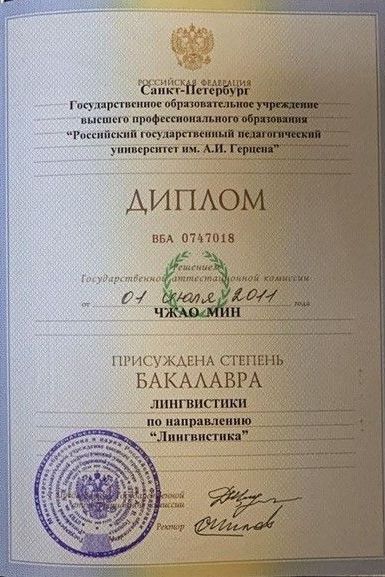 РОССИЙСКАЯ ФЕДЕРАЦИЯ
Санкт-Петербург
Государственное образовательное учреждение
высшего профессионального образования
“Российский государственный педагогический
университет им. А.И. Герцена”
ДИПЛОМ
ВБА 0747018
Решением
Государственной аттестационной комиссии
от 01 июля 2011 года
ЧЖАО МИН
ПРИСУЖДЕНА СТЕПЕНЬ
БАКАЛАВРА
ЛИНГВИСТИКИ
по направлению
“Лингвистика”
Государственной
комиссии
Ректор